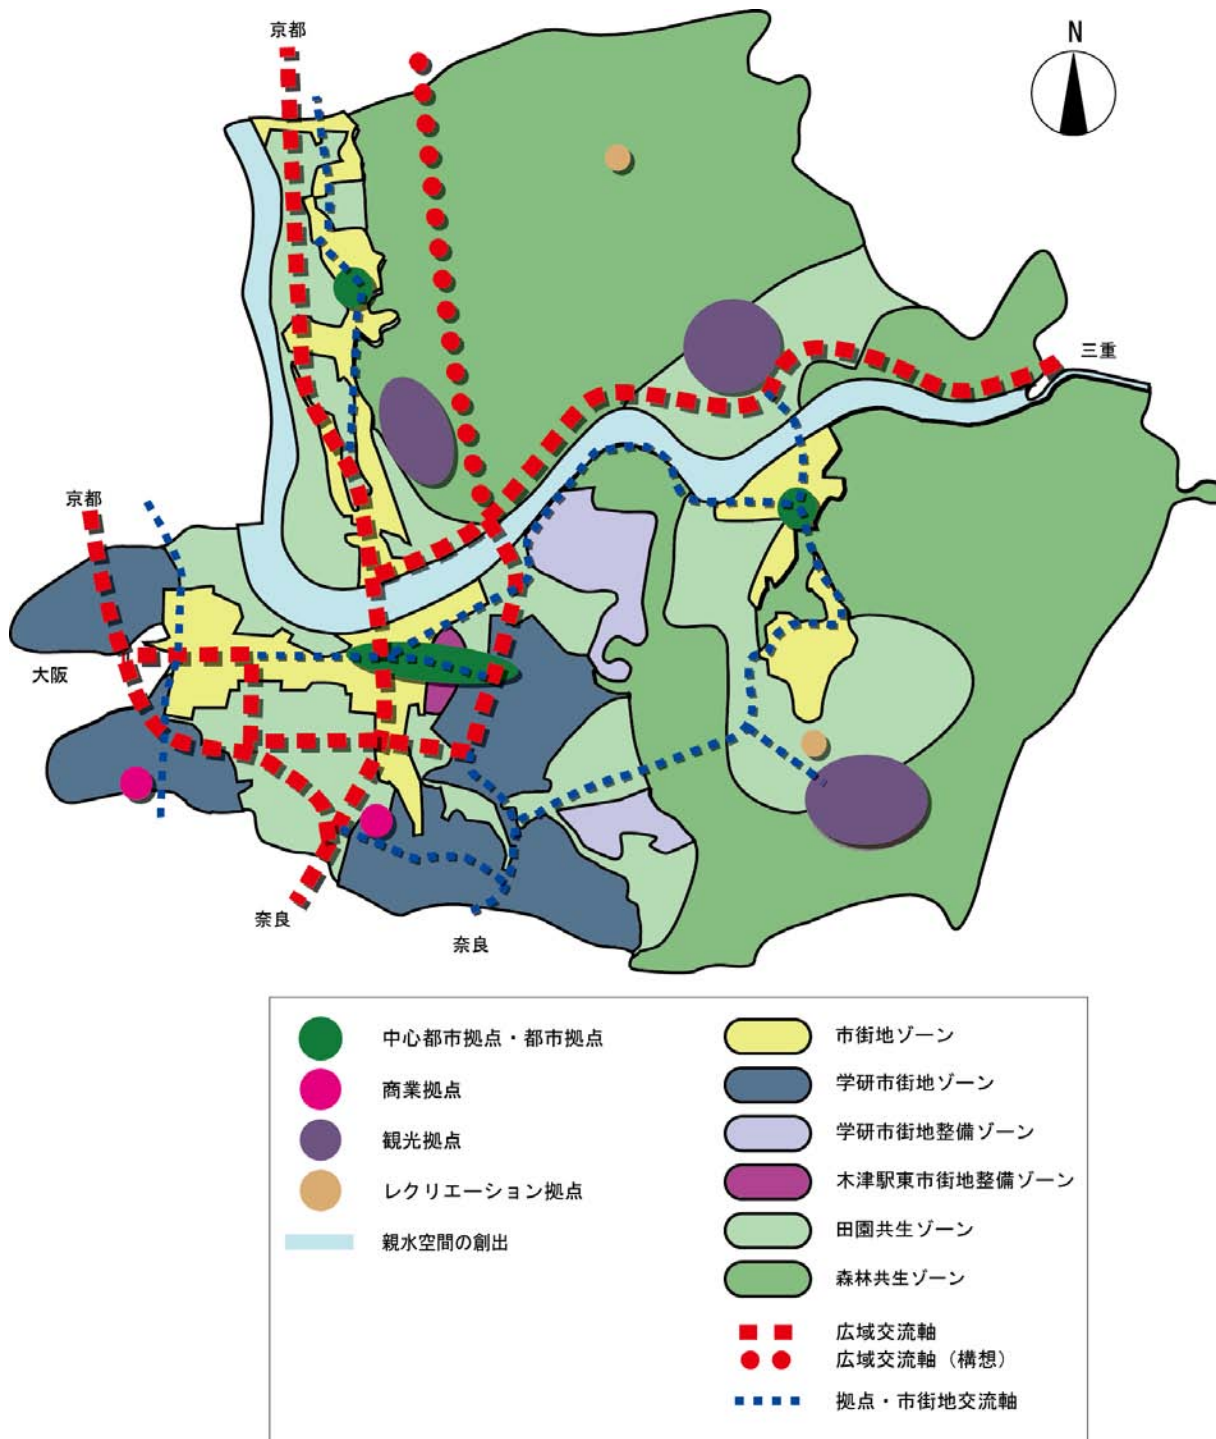 京都
N
三重
京都
大阪
奈良
奈良
中心都市拠点・都市拠点
商業拠点
観光拠点
レクリエーション拠点
親水空間の創出
市街地ゾーン
学研市街地ゾーン
学研市街地整備ゾーン
木津駅東市街地整備ゾーン
田園共生ゾーン
森林共生ゾーン
広域交流軸
広域交流軸（構想）
拠点・市街地交流軸